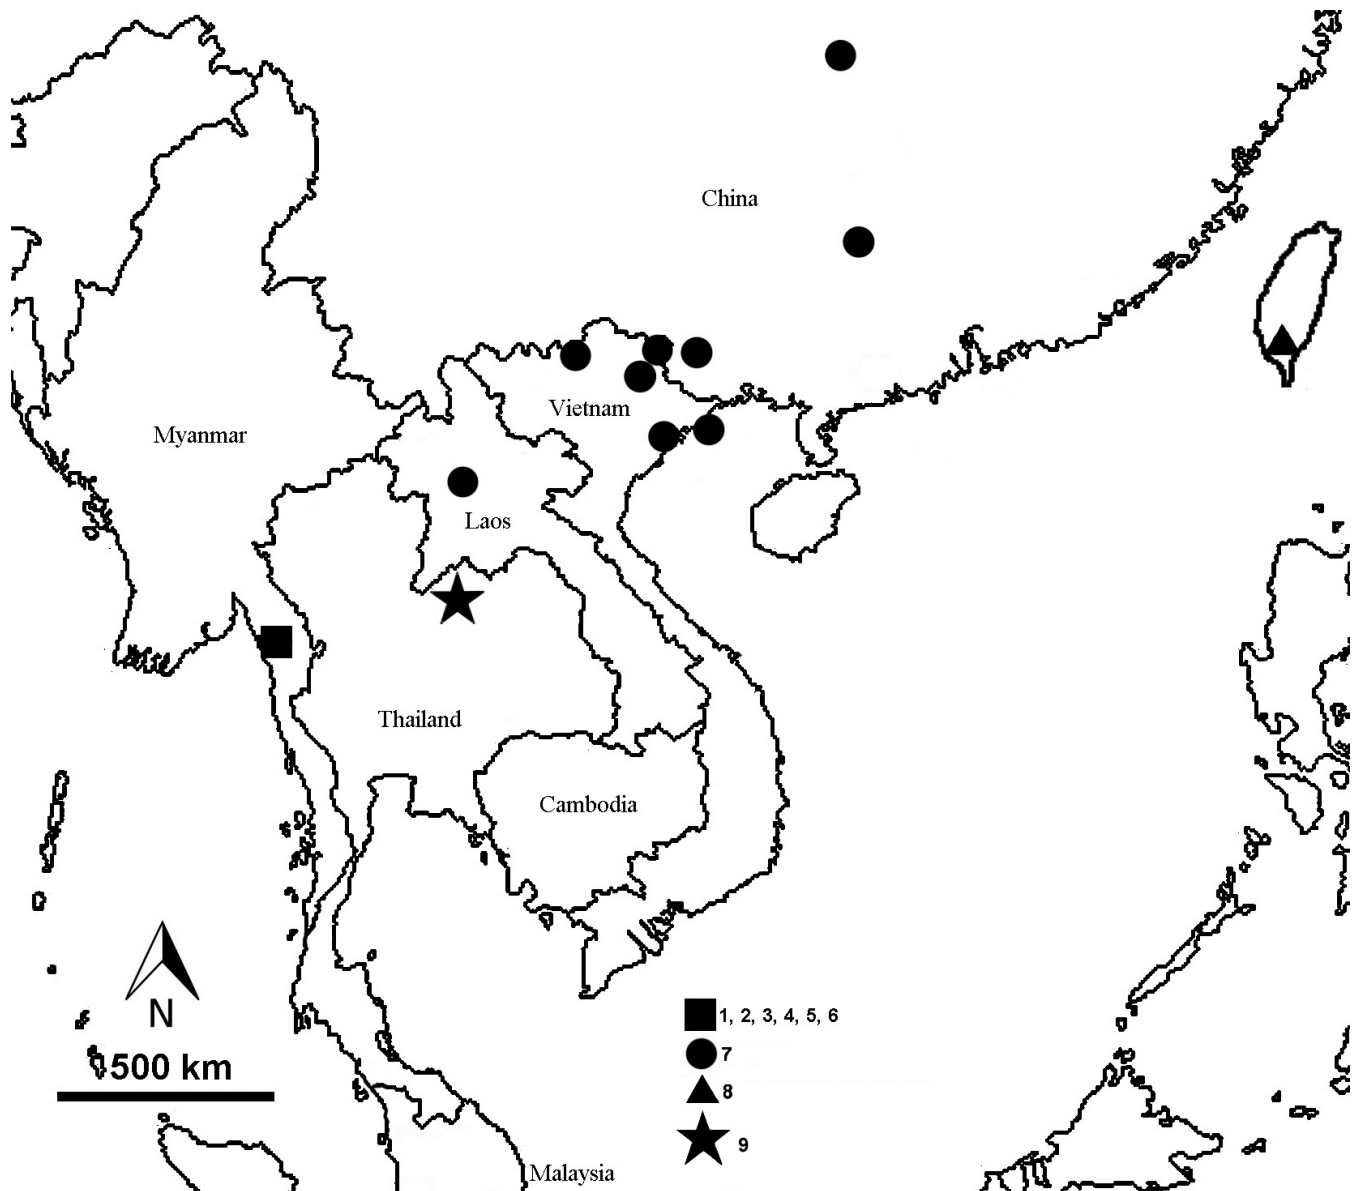 China
Vietnam
Myanmar
Laos
Thailand
Cambodia
N
500 km
1, 2, 3, 4, 5, 6
7
8
9
Malaysia